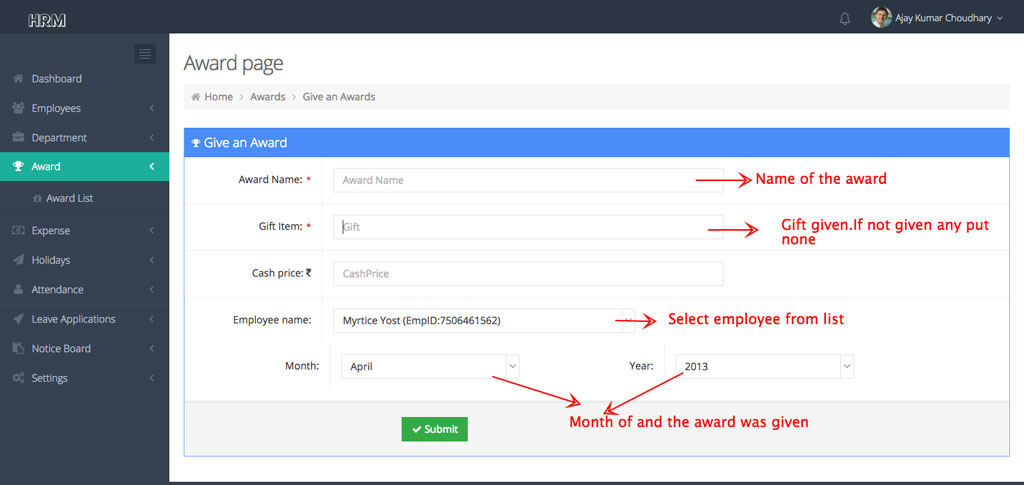 HRM
Ajay Kumar Choudhary
Dashboard
Employees
Department
Award
Award List
Expense
Holidays
Attendance
Leave Applications
Notice Board
Settings
Award page
Home > Awards > Give an Awards
Give an Award
Award Name: * Award Name Name of the award
Gift Item: * Gift Gift given.If not given any put
none
Cash price: ₹ CashPrice
Employee name: Myrtice Yost (EmpID:7506461562) Select employee from list
Month: April Year: 2013
Month of and the award was given
Submit